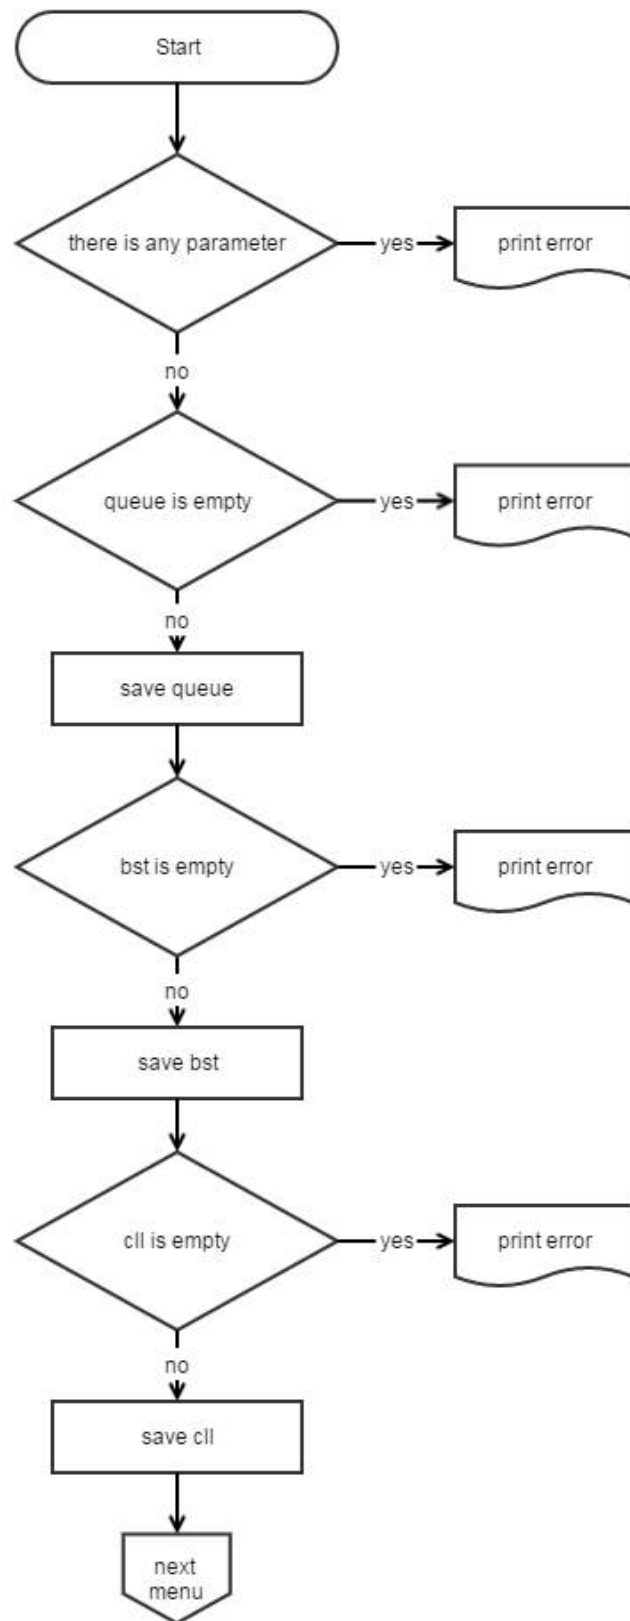 Start
there is any parameter
yes
print error
no
queue is empty
yes
print error
no
save queue
bst is empty
yes
print error
no
save bst
cll is empty
yes
print error
no
save cll
next
menu